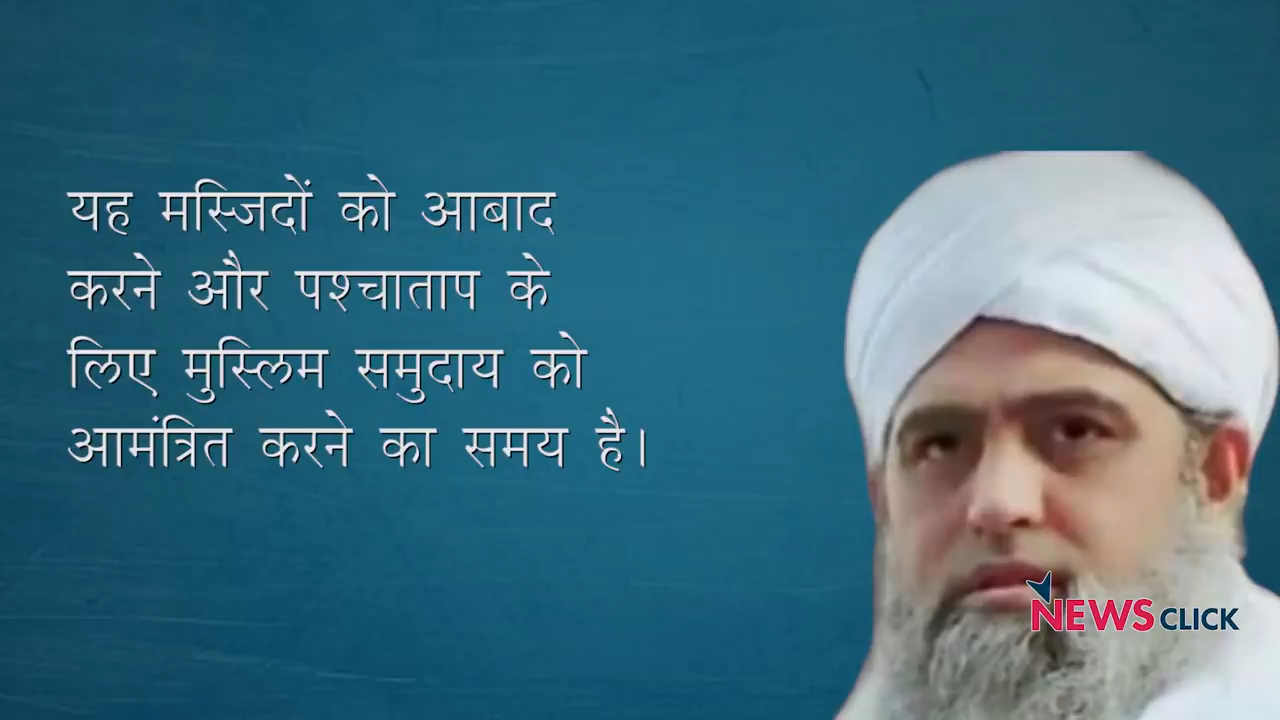 यह मस्जिदों को आबाद
करने और पश्चाताप के
लिए मुस्लिम समुदाय को
आमंत्रित करने का समय है।
NEWSCLICK